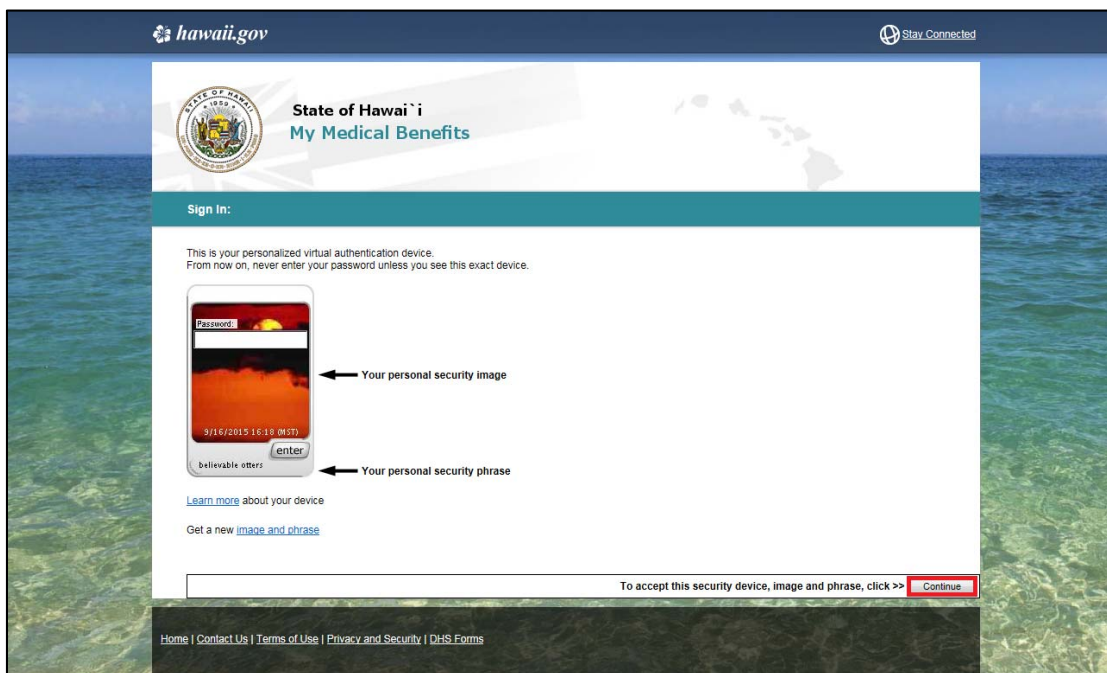 hawaii.gov
Stay Connected
State of Hawai`i
My Medical Benefits
Sign In:
This is your personalized virtual authentication device.
From now on, never enter your password unless you see this exact device.
Password:
Your personal security image
9/16/2015 16:18 (MST)
enter
believable otters
Your personal security phrase
Learn more about your device
Get a new image and phrase
To accept this security device, image and phrase, click >> Continue
Home | Contact Us | Terms of Use | Privacy and Security | DHS Forms